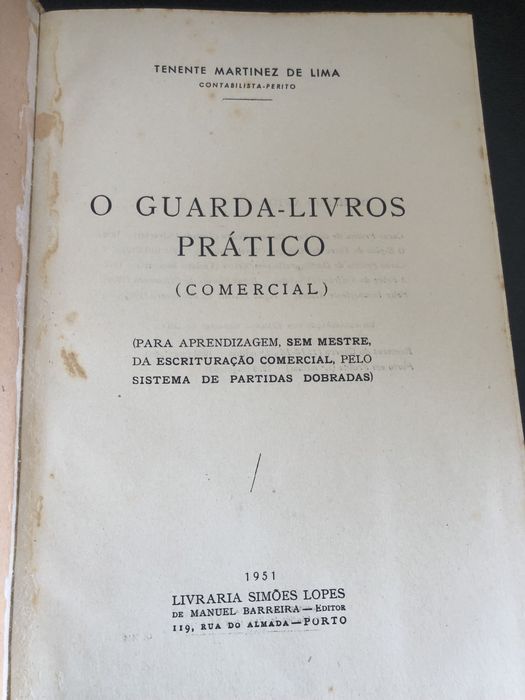 TENENTE MARTINEZ DE LIMA
CONTABILISTA-PERITO
O GUARDA-LIVROS
PRÁTICO
(COMERCIAL)
(PARA APRENDIZAGEM, SEM MESTRE,
DA ESCRITURAÇÃO COMERCIAL, PELO
SISTEMA DE PARTIDAS DOBRADAS)
1951
LIVRARIA SIMÕES LOPES
DE MANUEL BARREIRA — EDITOR
119, RUA DO ALMADA — PORTO